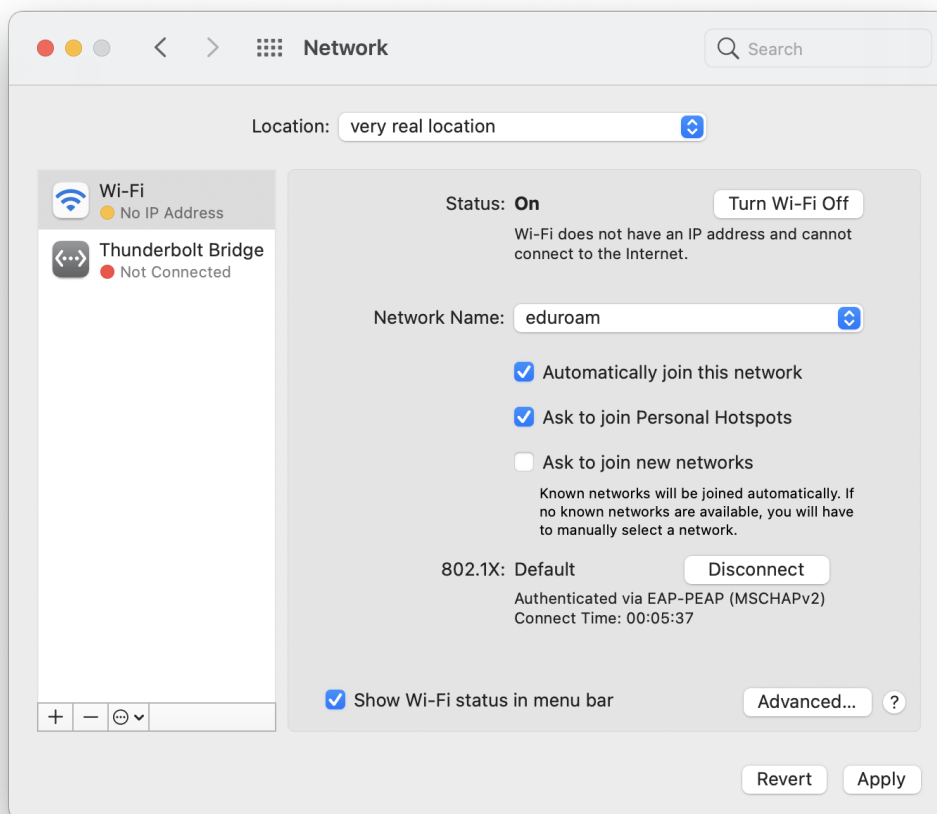 Network
Search
Location: very real location
Wi-Fi
No IP Address
Thunderbolt Bridge
Not Connected
Status: On
Turn Wi-Fi Off
Wi-Fi does not have an IP address and cannot
connect to the Internet.
Network Name: eduroam
Automatically join this network
Ask to join Personal Hotspots
Ask to join new networks
Known networks will be joined automatically. If
no known networks are available, you will have
to manually select a network.
802.1X: Default
Disconnect
Authenticated via EAP-PEAP (MSCHAPv2)
Connect Time: 00:05:37
Show Wi-Fi status in menu bar
Advanced...
?
Revert
Apply